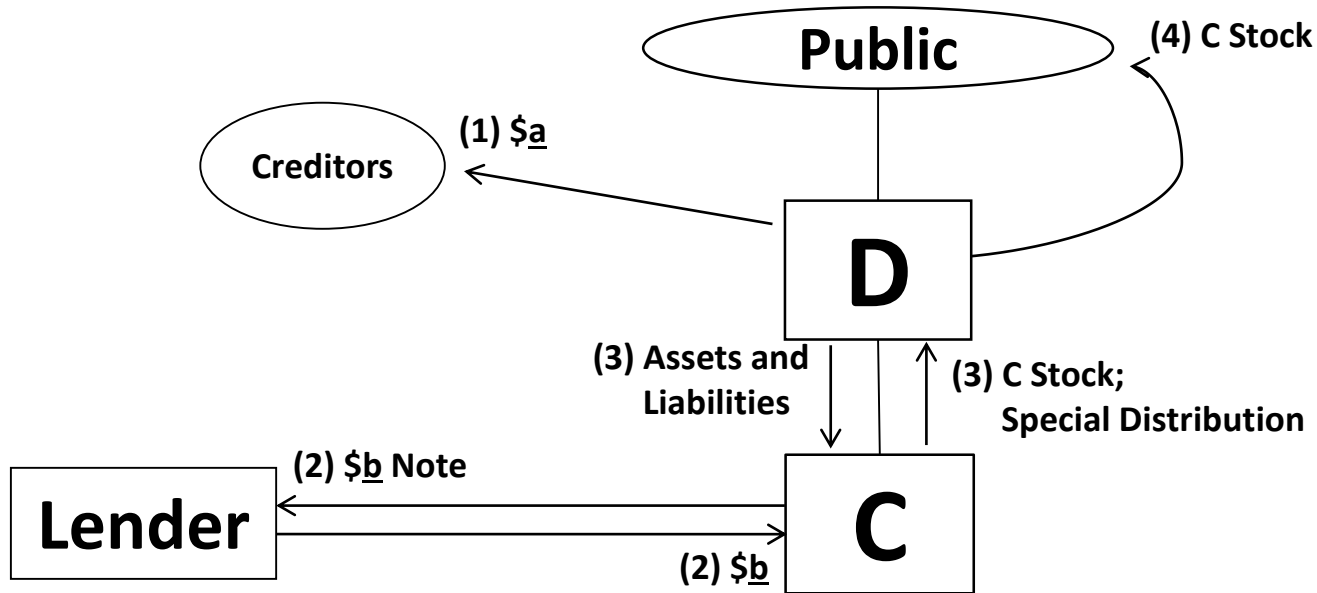 Public
(4) C Stock
(1) $a
Creditors
D
(3) Assets and
Liabilities
(3) C Stock;
Special Distribution
(2) $b Note
Lender
C
(2) $b